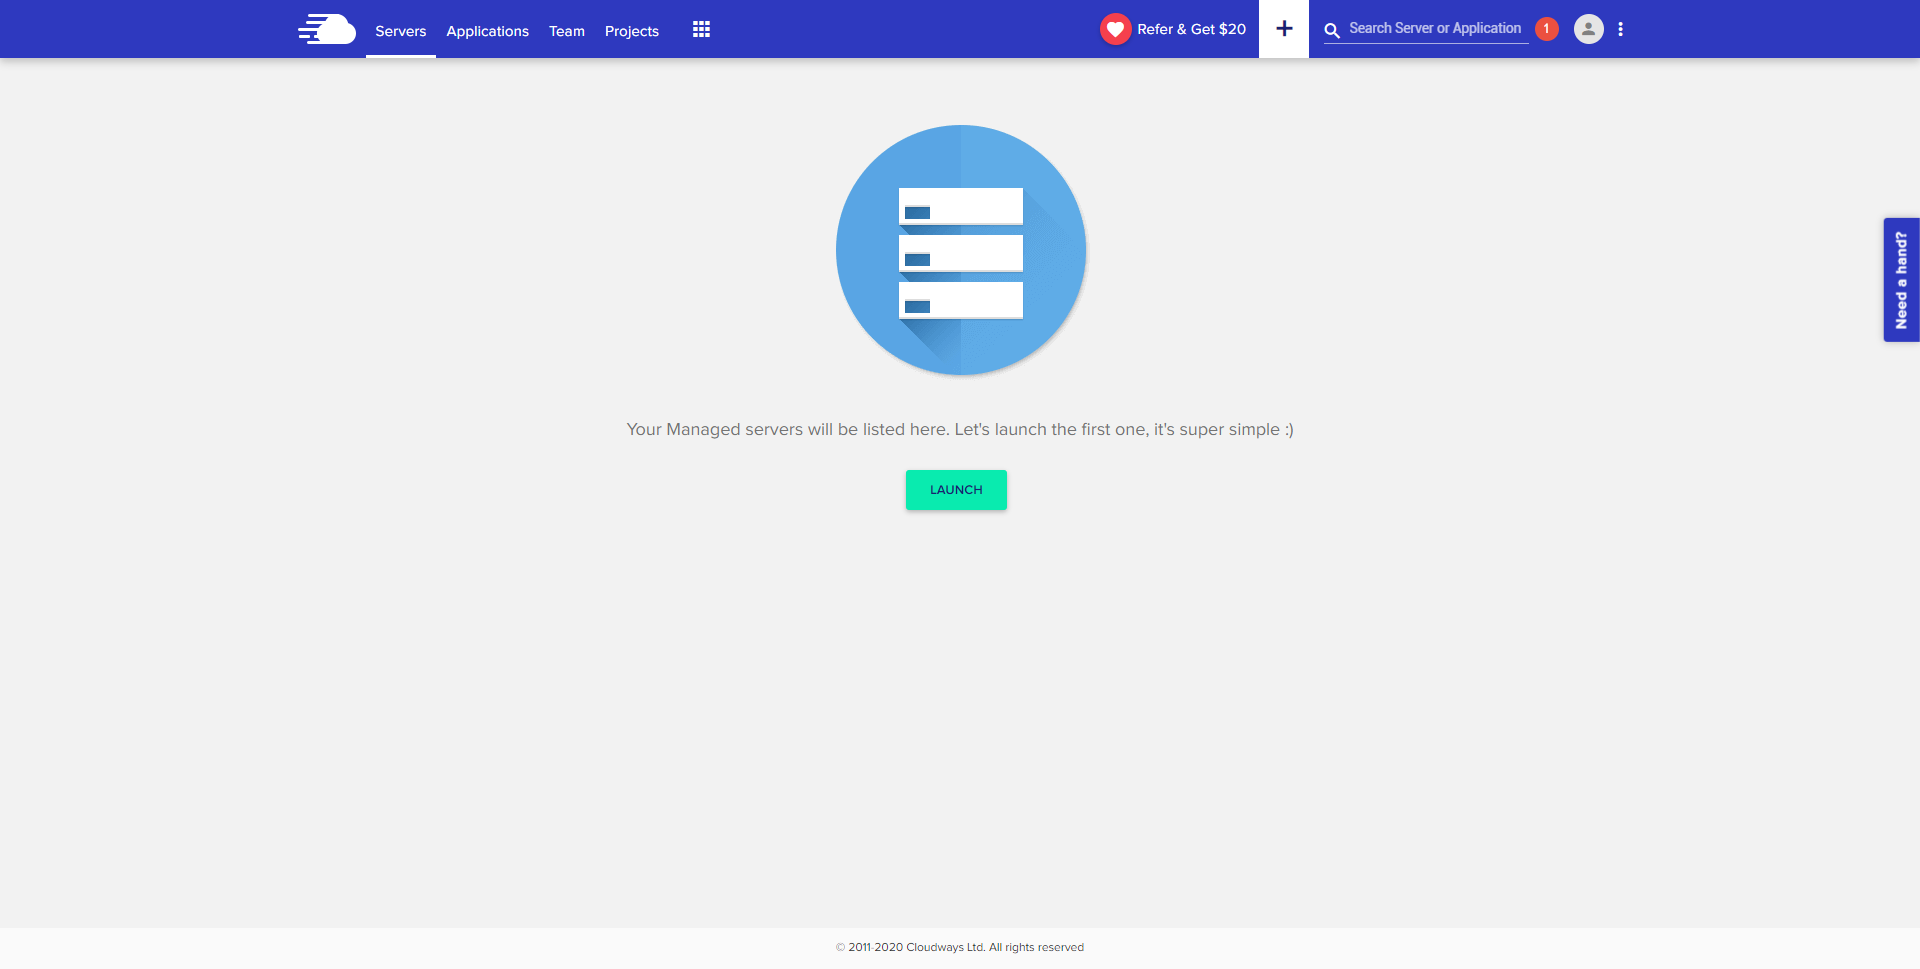 Servers Applications Team Projects Refer & Get $20 + Search Server or Application 1
Need a hand?
Your Managed servers will be listed here. Let's launch the first one, it's super simple :)
LAUNCH
© 2011-2020 Cloudways Ltd. All rights reserved